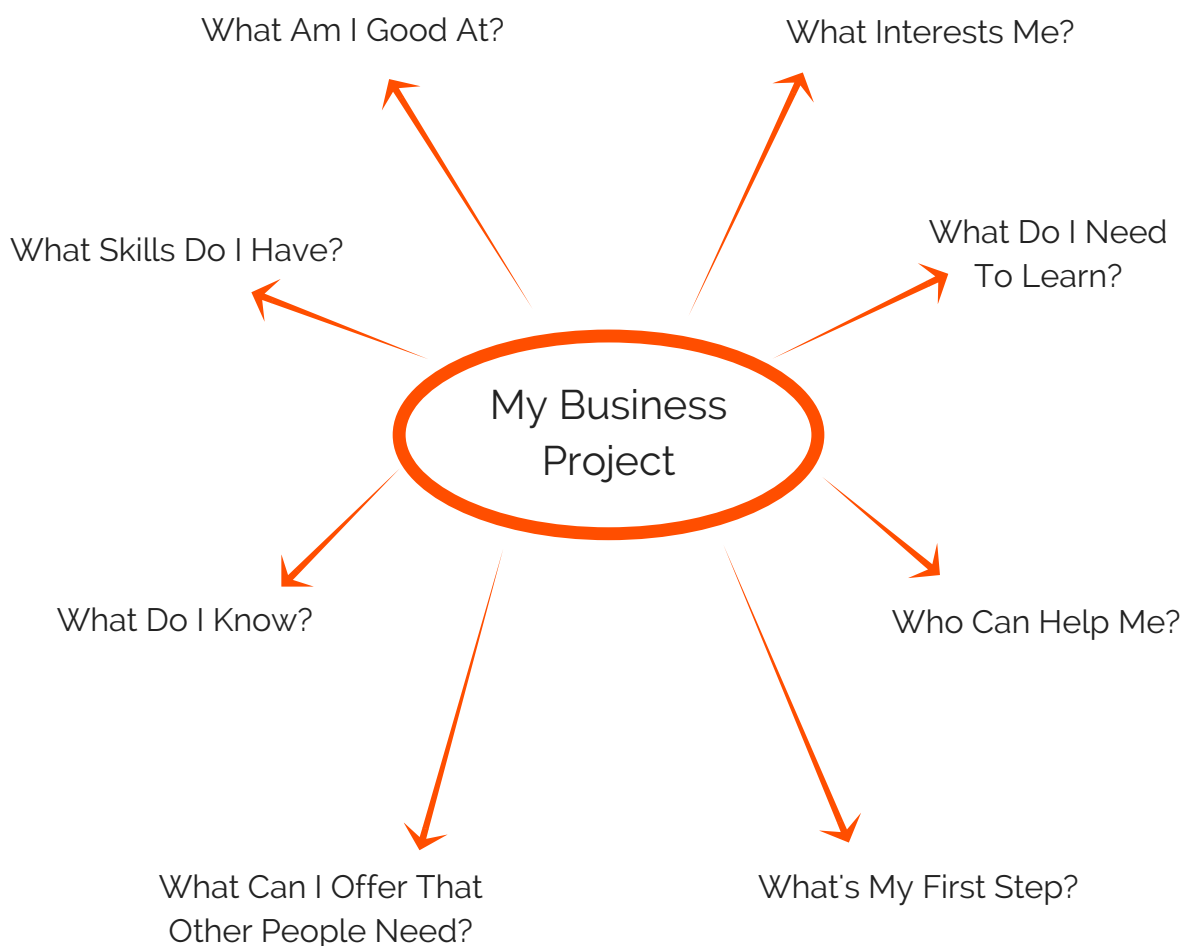 What Am I Good At?
What Interests Me?
What Skills Do I Have?
What Do I Need
To Learn?
My Business
Project
What Do I Know?
Who Can Help Me?
What Can I Offer That
Other People Need?
What's My First Step?